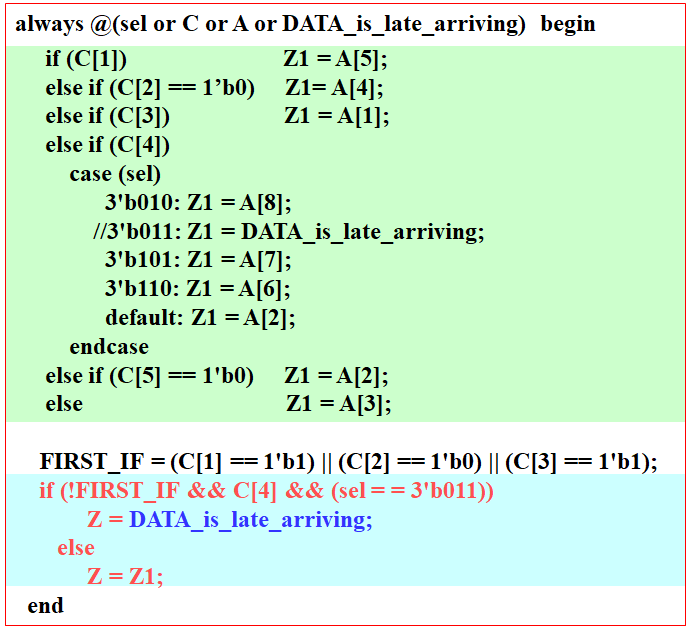 always @(sel or C or A or DATA_is_late_arriving) begin
if (C[1]) Z1 = A[5];
else if (C[2] == 1’b0) Z1= A[4];
else if (C[3]) Z1 = A[1];
else if (C[4])
case (sel)
3'b010: Z1 = A[8];
//3'b011: Z1 = DATA_is_late_arriving;
3'b101: Z1 = A[7];
3'b110: Z1 = A[6];
default: Z1 = A[2];
endcase
else if (C[5] == 1'b0) Z1 = A[2];
else Z1 = A[3];
FIRST_IF = (C[1] == 1'b1) || (C[2] == 1'b0) || (C[3] == 1'b1);
if (!FIRST_IF && C[4] && (sel = = 3'b011))
Z = DATA_is_late_arriving;
else
Z = Z1;
end